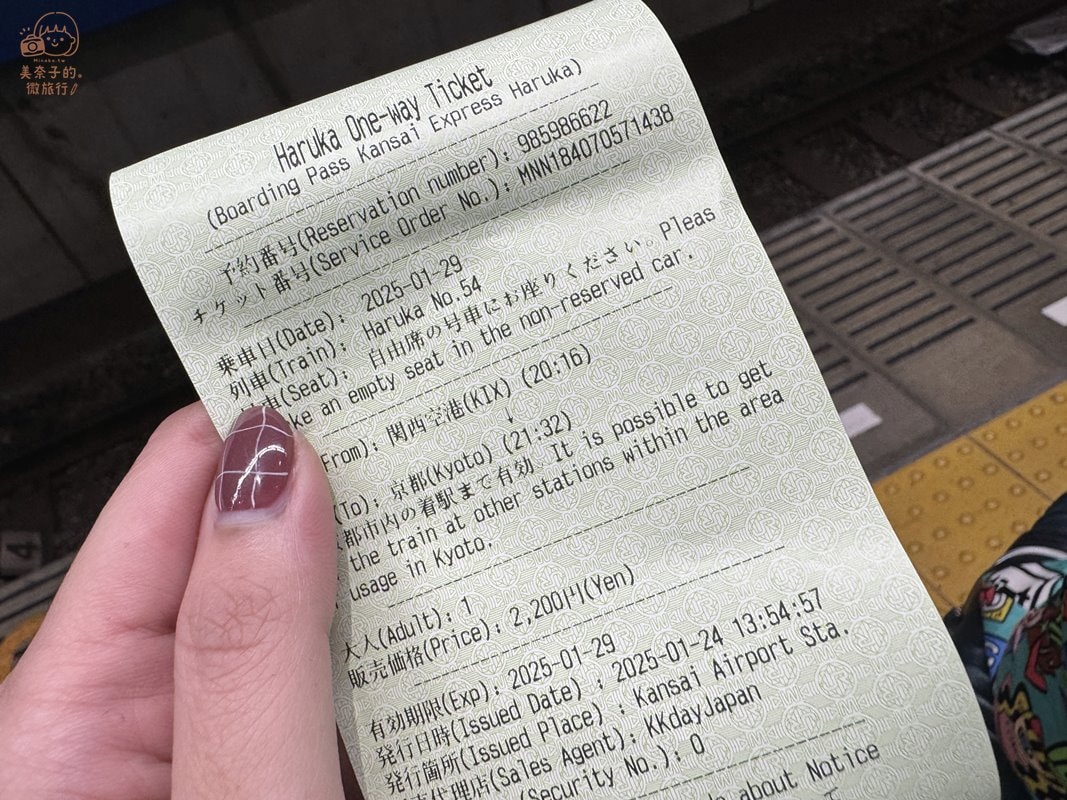 Minako.tw
美奈子的。
微旅行
Haruka One-way Ticket
(Boarding Pass Kansai Express Haruka)
予約番号(Reservation number): 985986622
チケット番号(Service Order No.): MNN184070571438
乗車日(Date): 2025-01-29
列車(Train): Haruka No.54
車(Seat): 自由席の号車にお座りください。Pleas
ke an empty seat in the non-reserved car.
From): 関西空港(KIX) (20:16)
↓
(To): 京都(Kyoto) (21:32)
都市内の着駅まで有効 It is possible to get
the train at other stations within the area
usage in Kyoto.
大人(Adult): 1
販売価格(Price): 2,200円(Yen)
有効期限(Exp): 2025-01-29
発行日時(Issued Date) : 2025-01-24 13:54:57
発行箇所(Issued Place) : Kansai Airport Sta.
代理店(Sales Agent): KKdayJapan
(Security No.): 0
about Notice